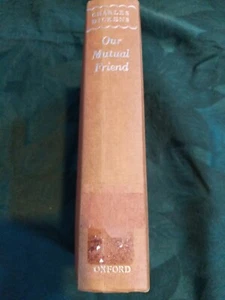 CHARLES
DICKENS
Our
Mutual
Friend
OXFORD